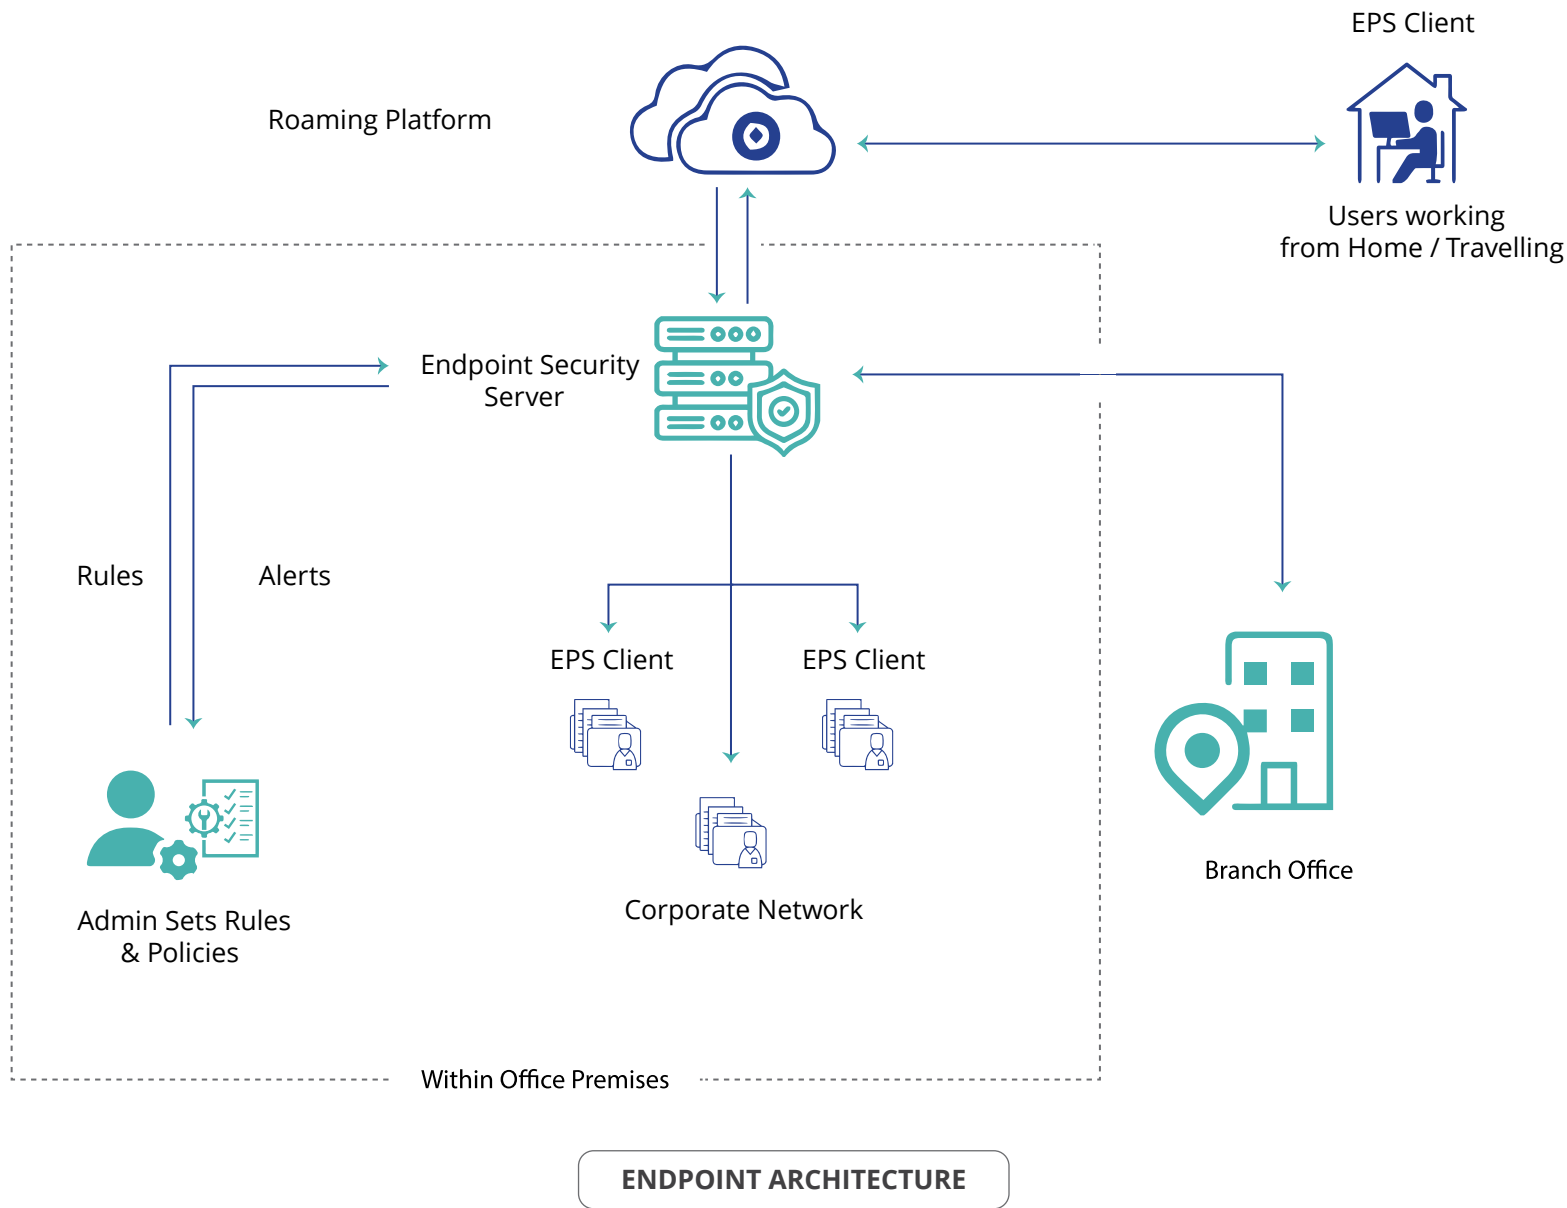 EPS Client
Roaming Platform
Users working
from Home / Travelling
Endpoint Security
Server
Rules
Alerts
EPS Client
EPS Client
Branch Office
Corporate Network
Admin Sets Rules
& Policies
Within Office Premises
ENDPOINT ARCHITECTURE